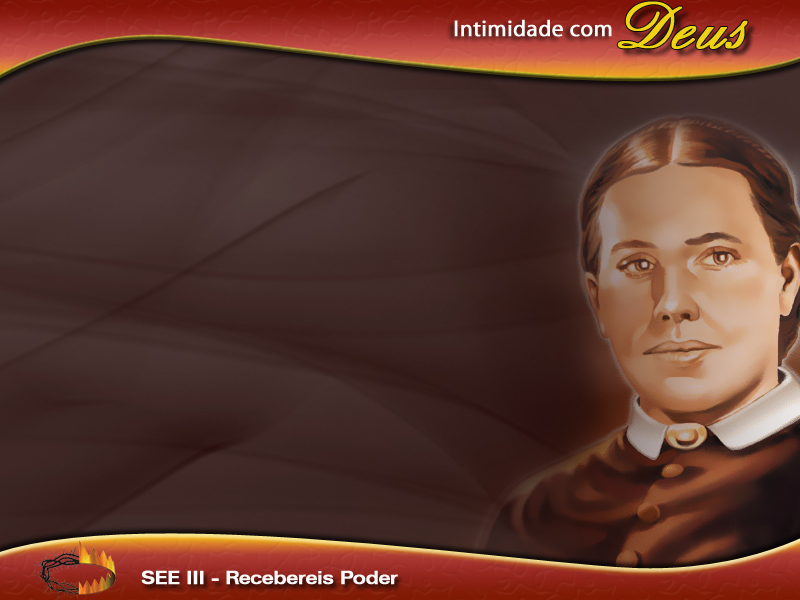 Intimidade com Deus
SEE III - Recebereis Poder